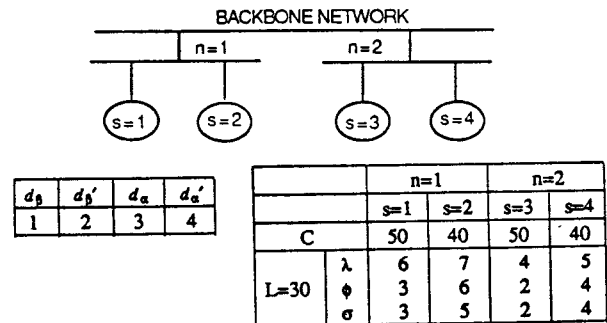 BACKBONE NETWORK
n=1 n=2
s=1 s=2 s=3 s=4
dβ dβ′ dα dα′
1 2 3 4
n=1 n=2
s=1 s=2 s=3 s=4
C 50 40 50 40
L=30 λ 6 7 4 5
ϕ 3 6 2 4
σ 3 5 2 4